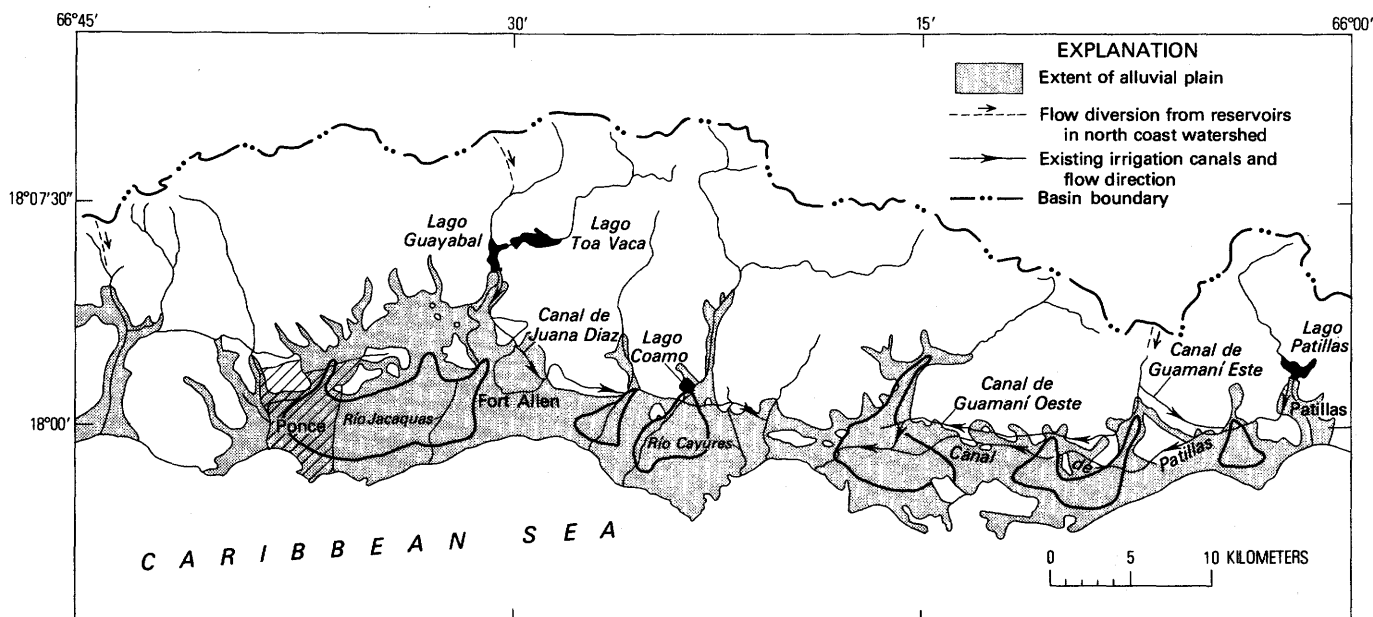 66°45′
30′
15′
66°00′
EXPLANATION
Extent of alluvial plain
Flow diversion from reservoirs
in north coast watershed
Existing irrigation canals and
flow direction
Basin boundary
18°07′30″
Lago
Guayabal
Lago
Toa Vaca
Canal de
Juana Diaz
Lago
Coamo
Lago
Patillas
Canal de
Guamaní Este
Canal de
Guamaní Oeste
Fort Allen
Patillas
18°00′
Ponce
Río Jacaquas
Río Cayures
Canal
de
Patillas
CARIBBEAN SEA
0 5 10 KILOMETERS